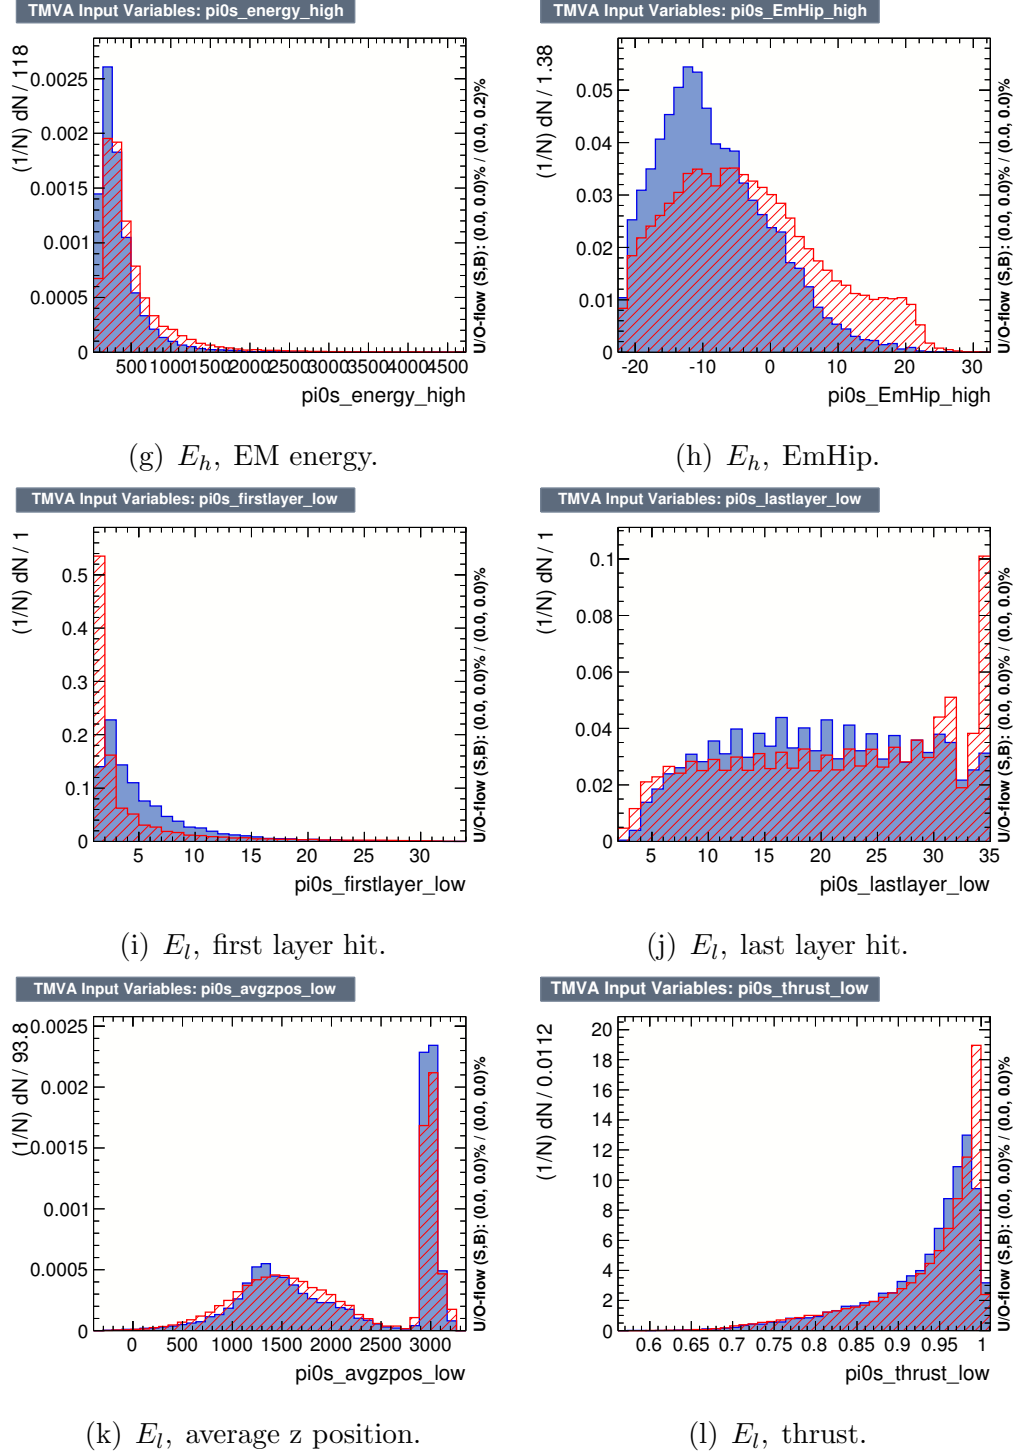 TMVA Input Variables: pi0s_energy_high
(1/N) dN / 118
0.0025
0.002
0.0015
0.001
0.0005
0
500 1000 1500 2000 2500 3000 3500 4000 4500
pi0s_energy_high
U/O-flow (S,B): (0.0, 0.0)% / (0.0, 0.2)%
(g) E_h, EM energy.
TMVA Input Variables: pi0s_EmHip_high
(1/N) dN / 1.38
0.05
0.04
0.03
0.02
0.01
0
-20 -10 0 10 20 30
pi0s_EmHip_high
U/O-flow (S,B): (0.0, 0.0)% / (0.0, 0.0)%
(h) E_h, EmHip.
TMVA Input Variables: pi0s_firstlayer_low
(1/N) dN / 1
0.5
0.4
0.3
0.2
0.1
0
5 10 15 20 25 30
pi0s_firstlayer_low
U/O-flow (S,B): (0.0, 0.0)% / (0.0, 0.0)%
(i) E_l, first layer hit.
TMVA Input Variables: pi0s_lastlayer_low
(1/N) dN / 1
0.1
0.08
0.06
0.04
0.02
0
5 10 15 20 25 30 35
pi0s_lastlayer_low
U/O-flow (S,B): (0.0, 0.0)% / (0.0, 0.0)%
(j) E_l, last layer hit.
TMVA Input Variables: pi0s_avgzpos_low
(1/N) dN / 93.8
0.0025
0.002
0.0015
0.001
0.0005
0
0 500 1000 1500 2000 2500 3000
pi0s_avgzpos_low
U/O-flow (S,B): (0.0, 0.0)% / (0.0, 0.0)%
(k) E_l, average z position.
TMVA Input Variables: pi0s_thrust_low
(1/N) dN / 0.0112
20
18
16
14
12
10
8
6
4
2
0
0.6 0.65 0.7 0.75 0.8 0.85 0.9 0.95 1
pi0s_thrust_low
U/O-flow (S,B): (0.0, 0.0)% / (0.0, 0.0)%
(l) E_l, thrust.